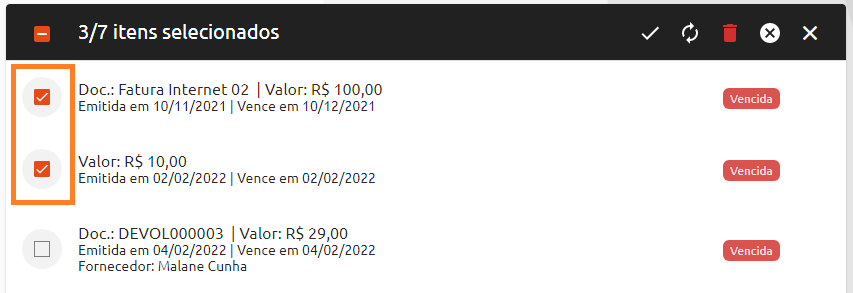 3/7 itens selecionados
Doc.: Fatura Internet 02 | Valor: R$ 100,00
Emitida em 10/11/2021 | Vence em 10/12/2021
Vencida
Valor: R$ 10,00
Emitida em 02/02/2022 | Vence em 02/02/2022
Vencida
Doc.: DEVOL000003 | Valor: R$ 29,00
Emitida em 04/02/2022 | Vence em 04/02/2022
Fornecedor: Malane Cunha
Vencida